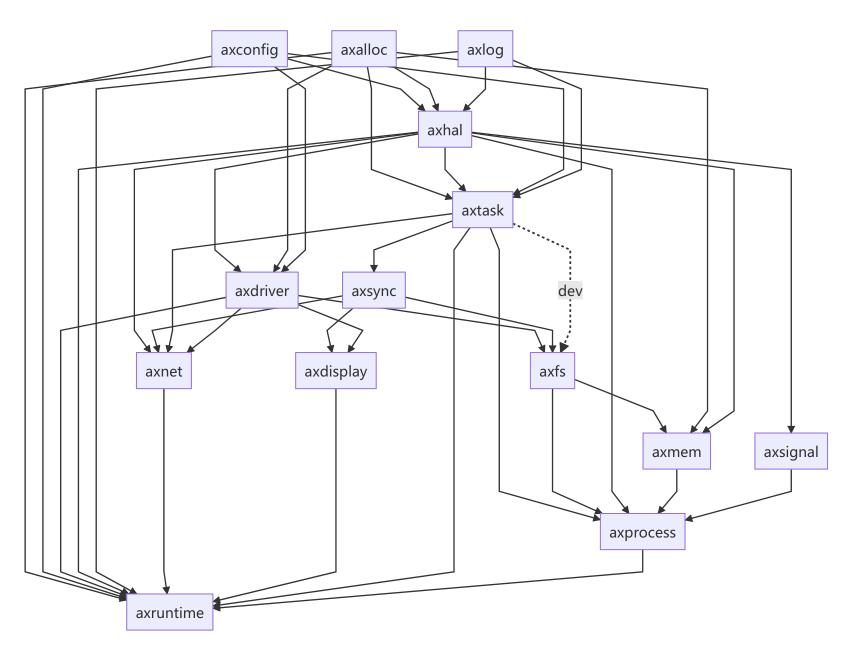 axconfig
axalloc
axlog
axhal
axtask
axdriver
axsync
dev
axnet
axdisplay
axfs
axmem
axsignal
axprocess
axruntime